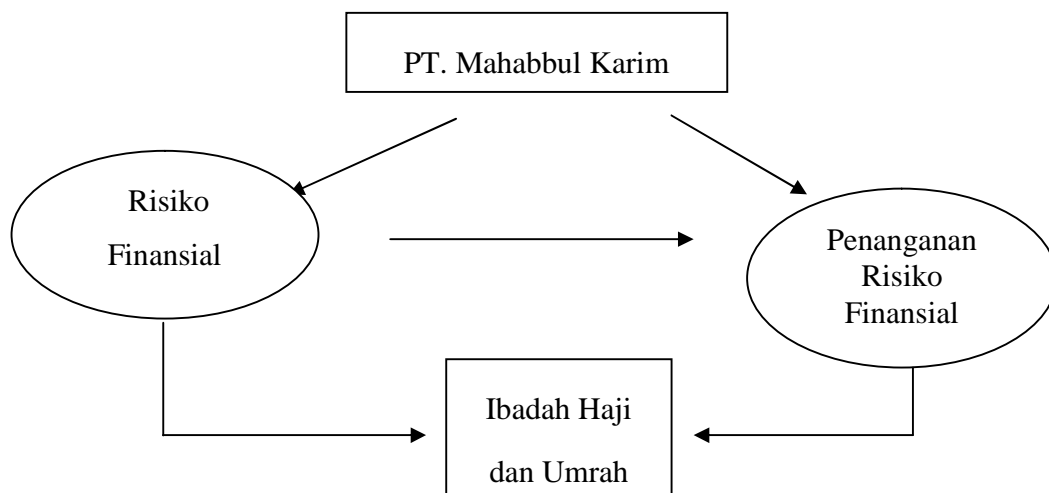 PT. Mahabbul Karim
Risiko
Finansial
Penanganan
Risiko
Finansial
Ibadah Haji
dan Umrah